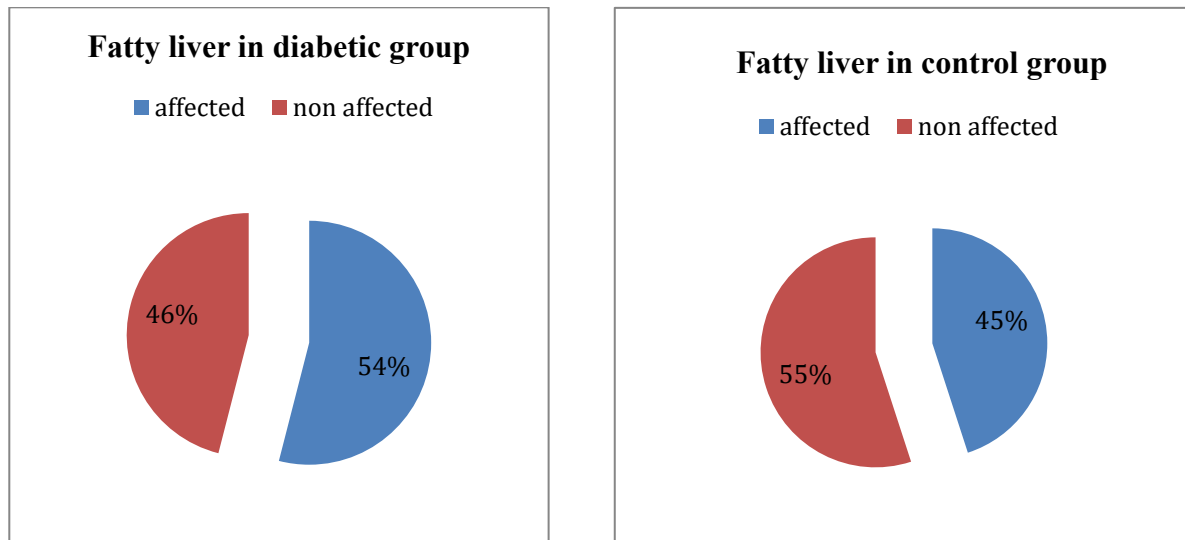 Fatty liver in diabetic group
affected non affected
46%
54%
Fatty liver in control group
affected non affected
45%
55%